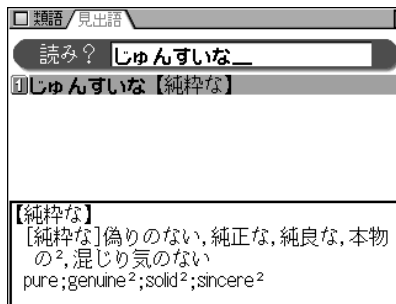 類語/見出語
読み? じゅんすいな_
1じゅんすいな【純粋な】
【純粋な】
[純粋な]偽りのない,純正な,純良な,本物
の²,混じり気のない
pure;genuine²;solid²;sincere²